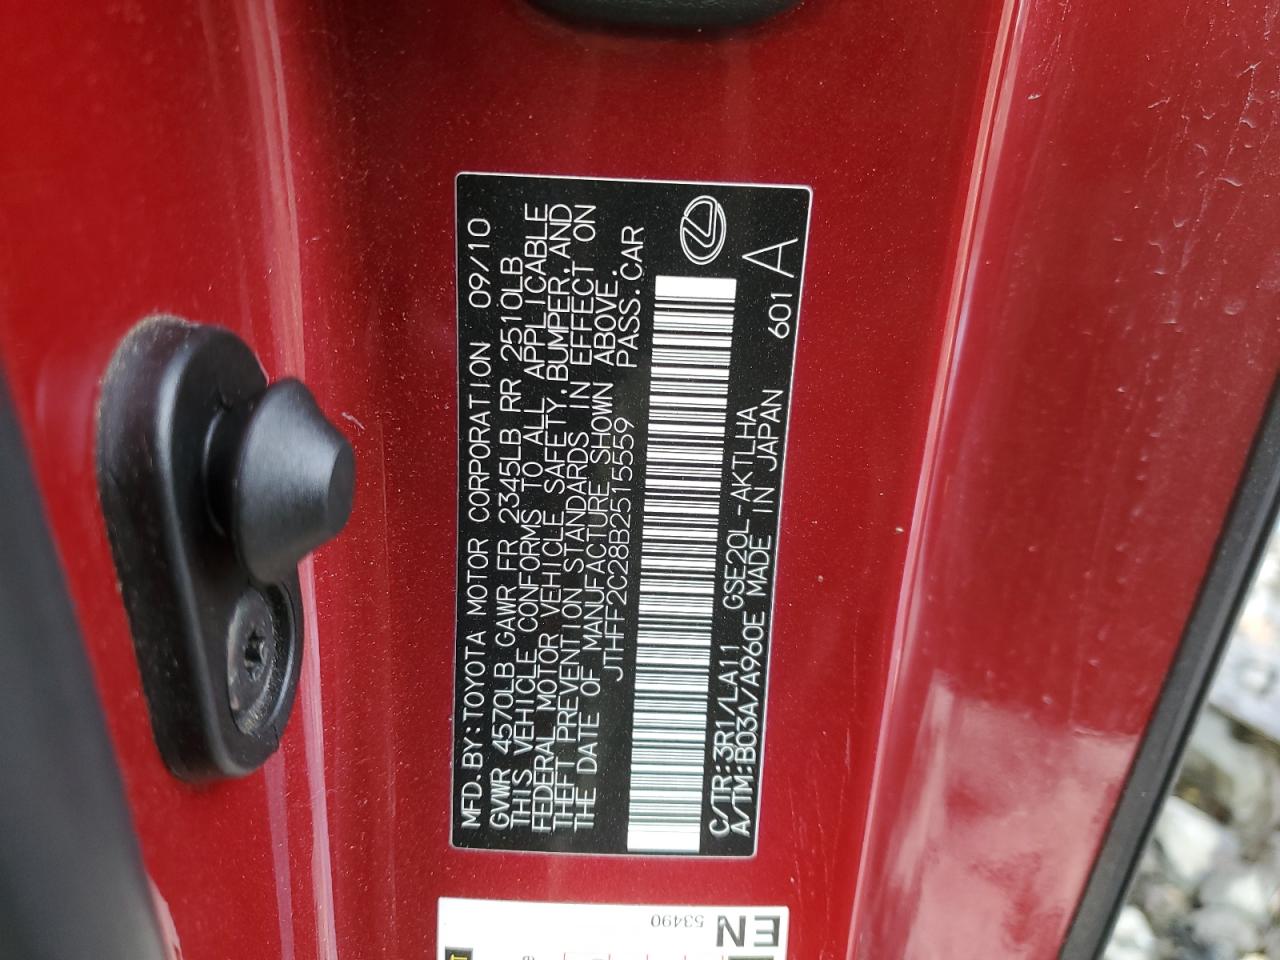 MFD.BY:TOYOTA MOTOR CORPORATION 09/10
GVWR 4570LB GAWR FR 2345LB RR 2510LB
THIS VEHICLE CONFORMS TO ALL APPLICABLE
FEDERAL MOTOR VEHICLE SAFETY,BUMPER,AND
THEFT PREVENTION STANDARDS IN EFFECT ON
THE DATE OF MANUFACTURE SHOWN ABOVE.
JTHFF2C28B2515559 PASS.CAR
C/TR:3R1/LA11 GSE20L-AKTLHA
A/TM:B03A/A960E MADE IN JAPAN 601 A
EN
53490